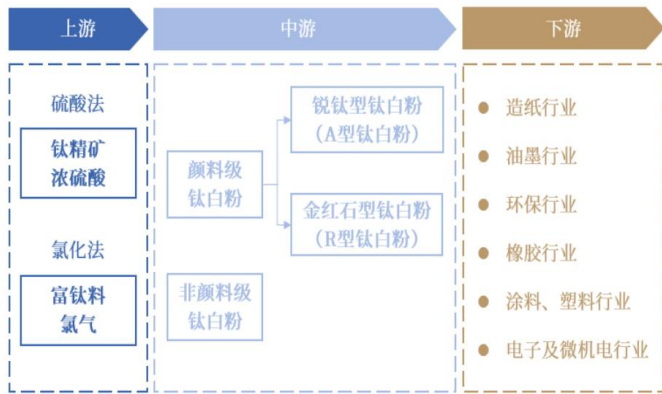 上游
中游
下游
硫酸法
钛精矿
浓硫酸
氯化法
富钛料
氯气
颜料级
钛白粉
锐钛型钛白粉
（A型钛白粉）
金红石型钛白粉
（R型钛白粉）
非颜料级
钛白粉
造纸行业
油墨行业
环保行业
橡胶行业
涂料、塑料行业
电子及微机电行业